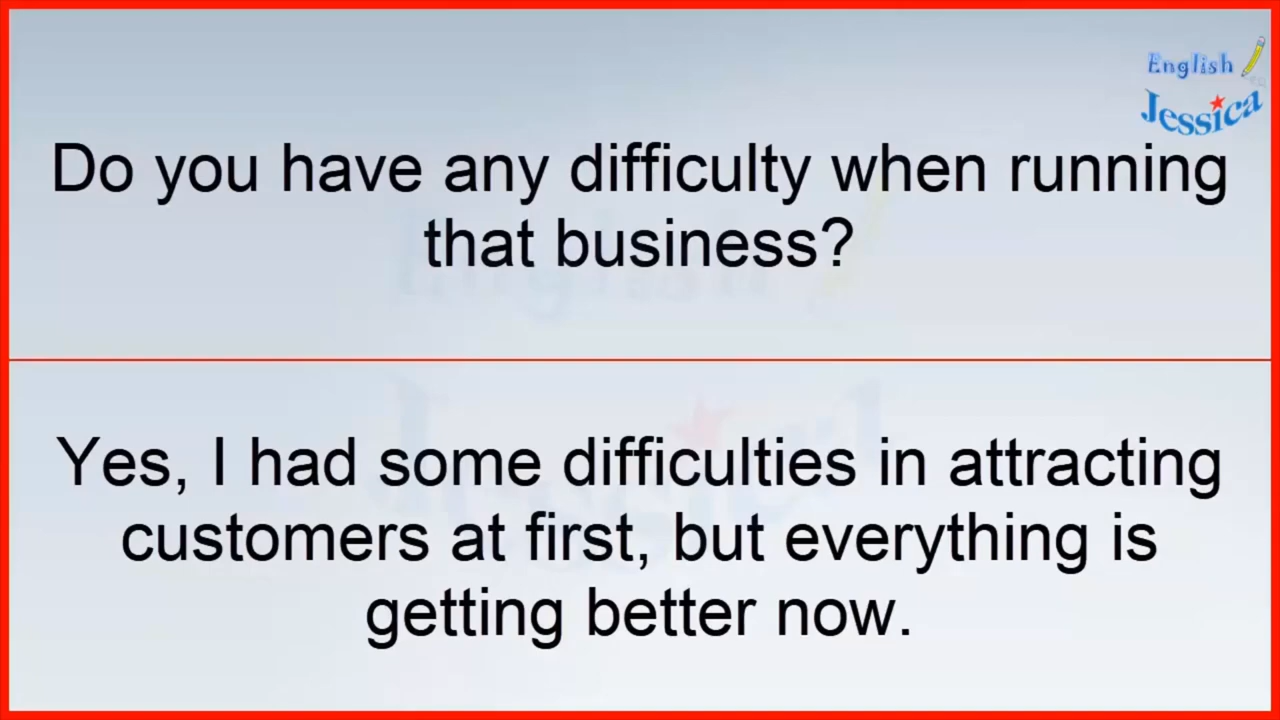 English
Jessica
Do you have any difficulty when running
that business?
Yes, I had some difficulties in attracting
customers at first, but everything is
getting better now.